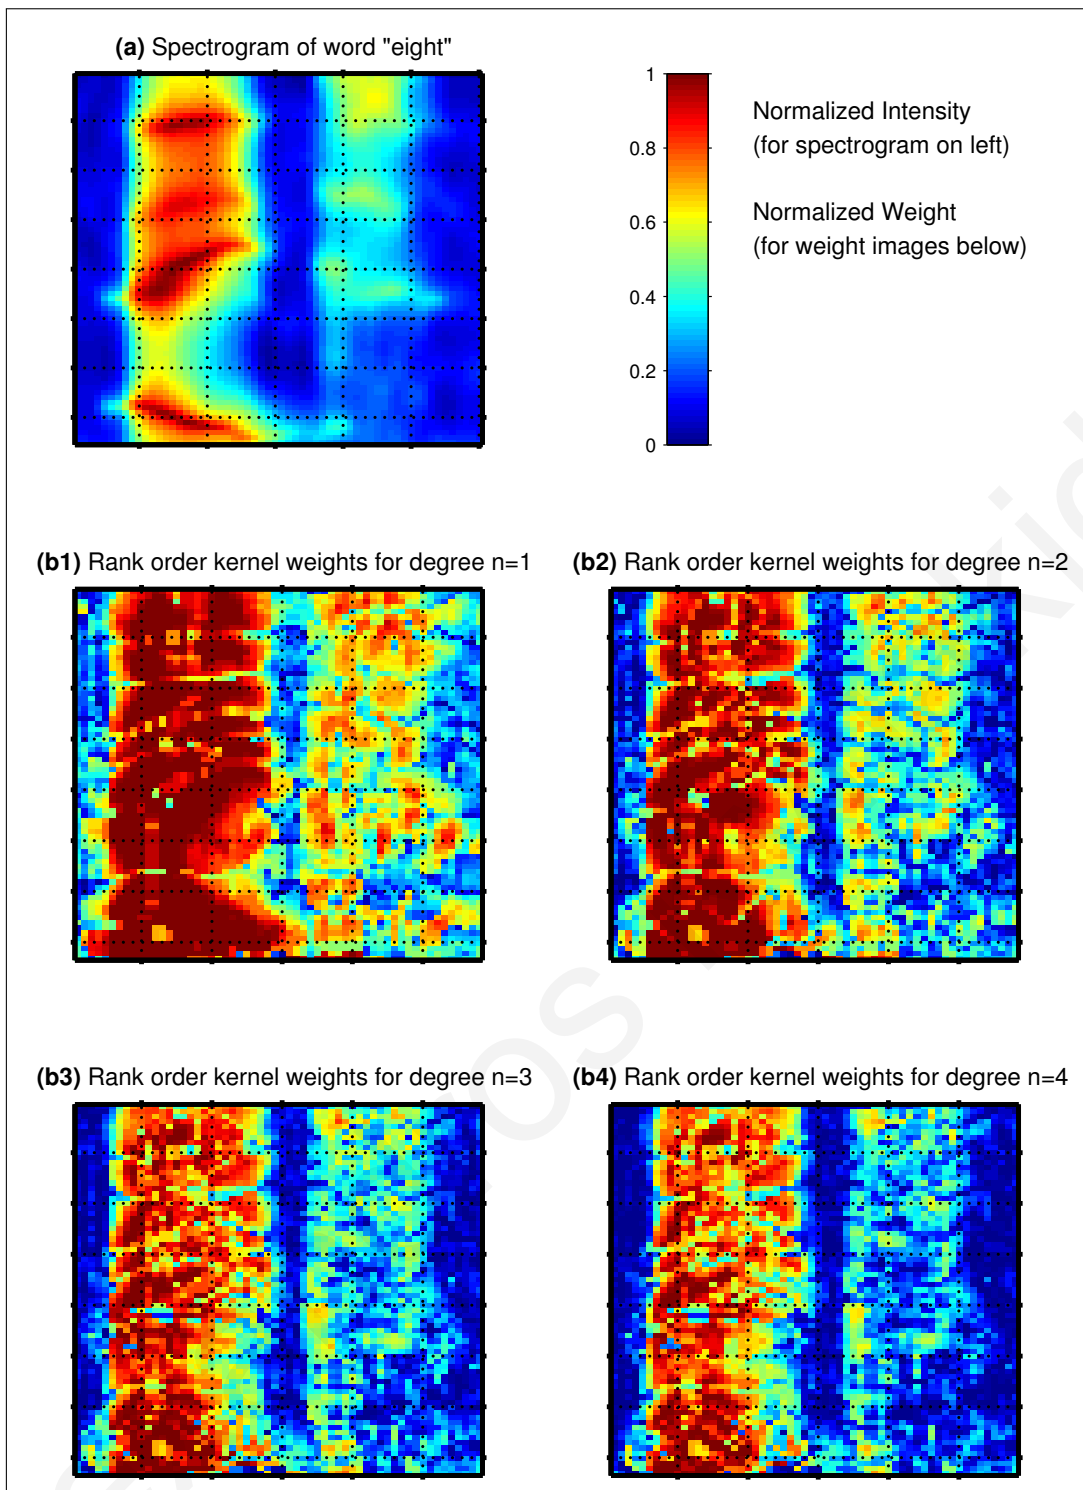 (a) Spectrogram of word "eight"
1
0.8
0.6
0.4
0.2
0
Normalized Intensity
(for spectrogram on left)
Normalized Weight
(for weight images below)
(b1) Rank order kernel weights for degree n=1
(b2) Rank order kernel weights for degree n=2
(b3) Rank order kernel weights for degree n=3
(b4) Rank order kernel weights for degree n=4